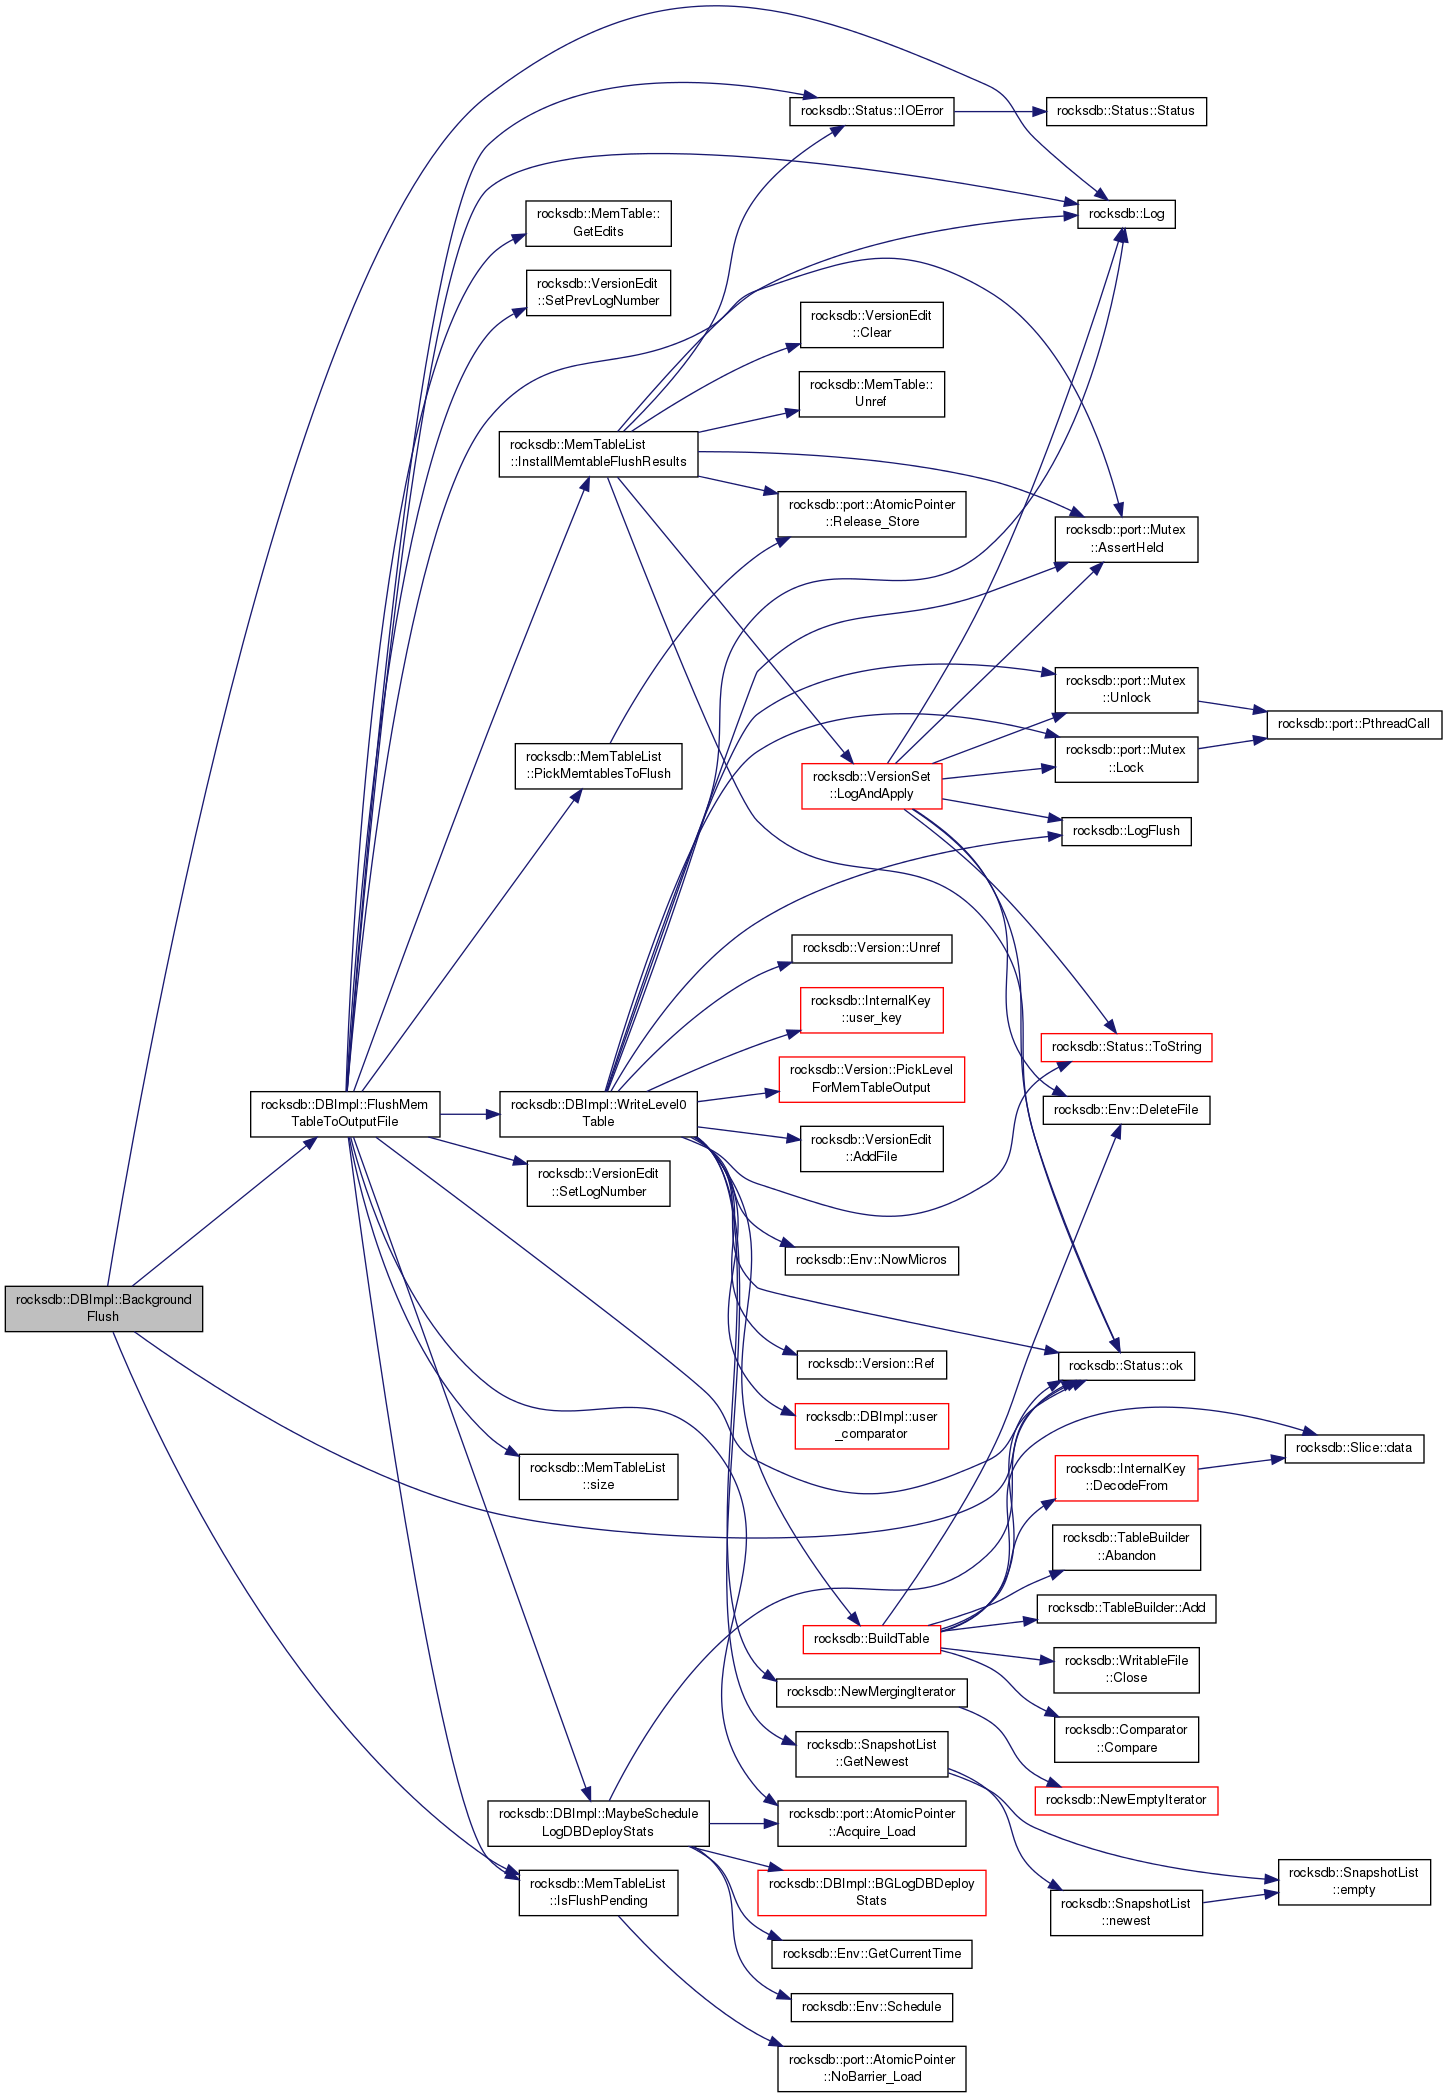 rocksdb::DBImpl::Background
Flush
rocksdb::DBImpl::FlushMem
TableToOutputFile
rocksdb::MemTable::
GetEdits
rocksdb::VersionEdit
::SetPrevLogNumber
rocksdb::MemTableList
::InstallMemtableFlushResults
rocksdb::MemTableList
::PickMemtablesToFlush
rocksdb::DBImpl::WriteLevel0
Table
rocksdb::VersionEdit
::SetLogNumber
rocksdb::MemTableList
::size
rocksdb::DBImpl::MaybeSchedule
LogDBDeployStats
rocksdb::MemTableList
::IsFlushPending
rocksdb::Status::IOError
rocksdb::VersionEdit
::Clear
rocksdb::MemTable::
Unref
rocksdb::port::AtomicPointer
::Release_Store
rocksdb::VersionSet
::LogAndApply
rocksdb::Version::Unref
rocksdb::InternalKey
::user_key
rocksdb::Version::PickLevel
ForMemTableOutput
rocksdb::VersionEdit
::AddFile
rocksdb::Env::NowMicros
rocksdb::Version::Ref
rocksdb::DBImpl::user
_comparator
rocksdb::BuildTable
rocksdb::NewMergingIterator
rocksdb::SnapshotList
::GetNewest
rocksdb::port::AtomicPointer
::Acquire_Load
rocksdb::DBImpl::BGLogDBDeploy
Stats
rocksdb::Env::GetCurrentTime
rocksdb::Env::Schedule
rocksdb::port::AtomicPointer
::NoBarrier_Load
rocksdb::Status::Status
rocksdb::Log
rocksdb::port::Mutex
::AssertHeld
rocksdb::port::Mutex
::Unlock
rocksdb::port::Mutex
::Lock
rocksdb::LogFlush
rocksdb::Status::ToString
rocksdb::Env::DeleteFile
rocksdb::Status::ok
rocksdb::InternalKey
::DecodeFrom
rocksdb::TableBuilder
::Abandon
rocksdb::TableBuilder::Add
rocksdb::WritableFile
::Close
rocksdb::Comparator
::Compare
rocksdb::NewEmptyIterator
rocksdb::SnapshotList
::newest
rocksdb::port::PthreadCall
rocksdb::Slice::data
rocksdb::SnapshotList
::empty